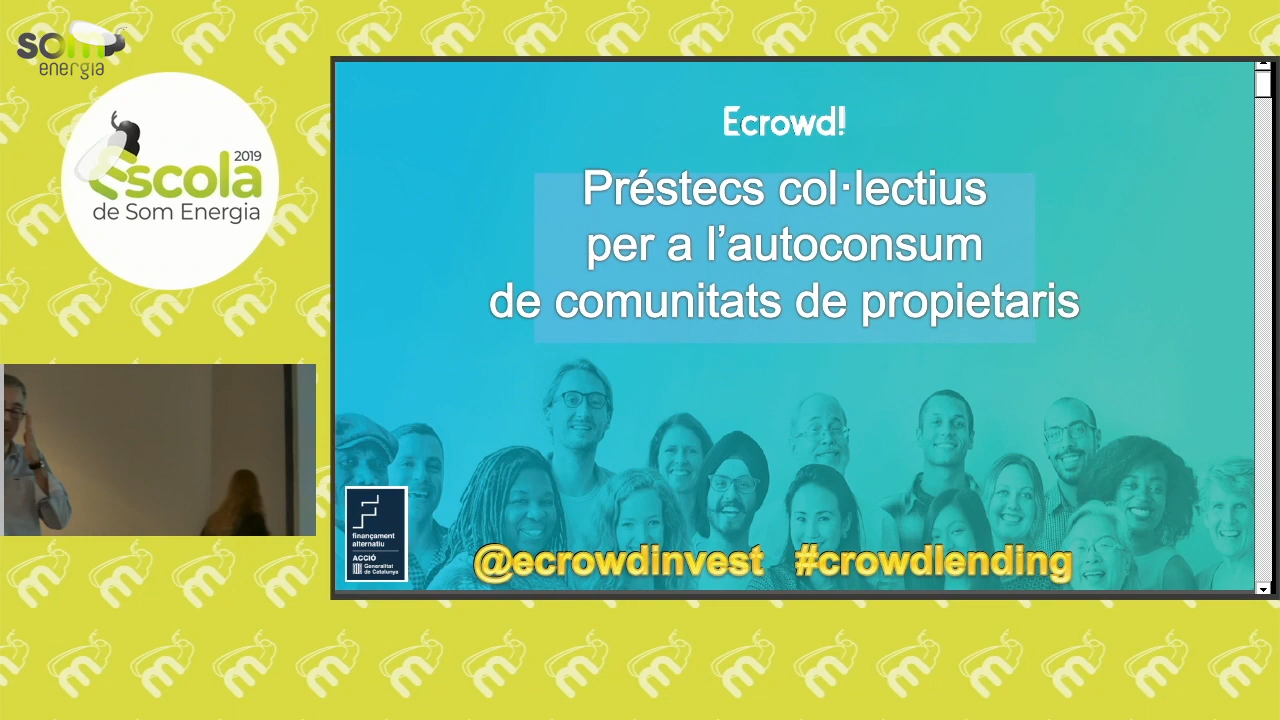 som
energia
2019
Escola
de Som Energia
Ecrowd!
Préstecs col·lectius
per a l’autoconsum
de comunitats de propietaris
finançament
alternatiu
ACCIÓ
Generalitat
de Catalunya
@ecrowdinvest #crowdlending